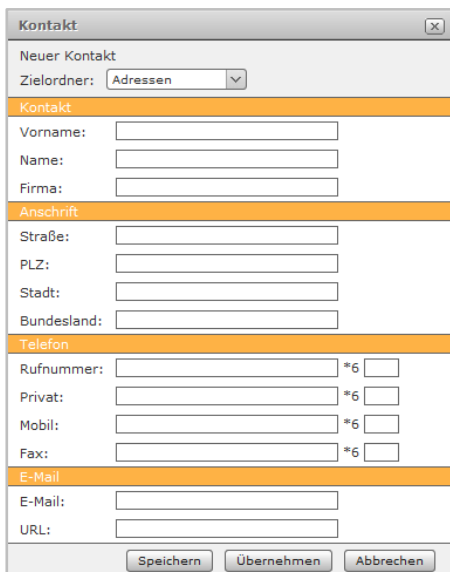 Kontakt
Neuer Kontakt
Zielordner: Adressen
Kontakt
Vorname:
Name:
Firma:
Anschrift
Straße:
PLZ:
Stadt:
Bundesland:
Telefon
Rufnummer: *6
Privat: *6
Mobil: *6
Fax: *6
E-Mail
E-Mail:
URL:
Speichern Übernehmen Abbrechen